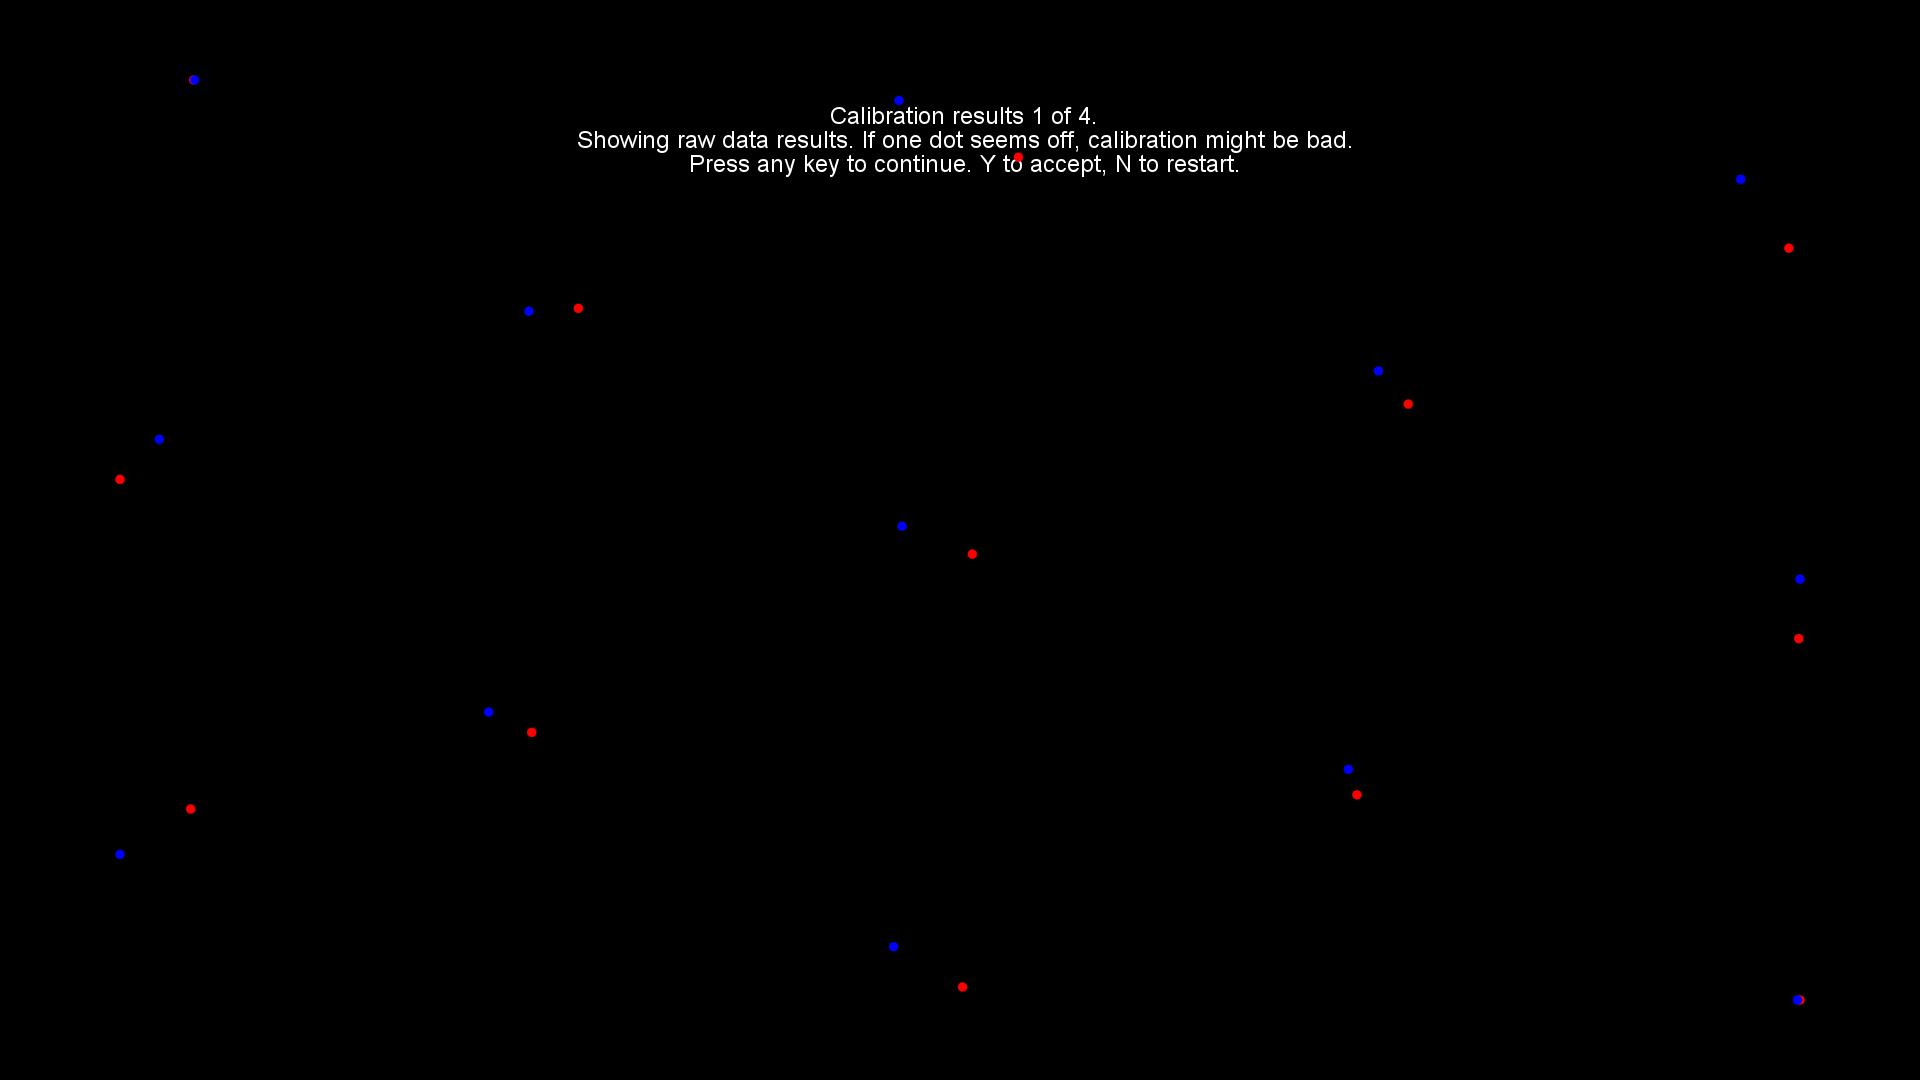 Calibration results 1 of 4.
Showing raw data results. If one dot seems off, calibration might be bad.
Press any key to continue. Y to accept, N to restart.